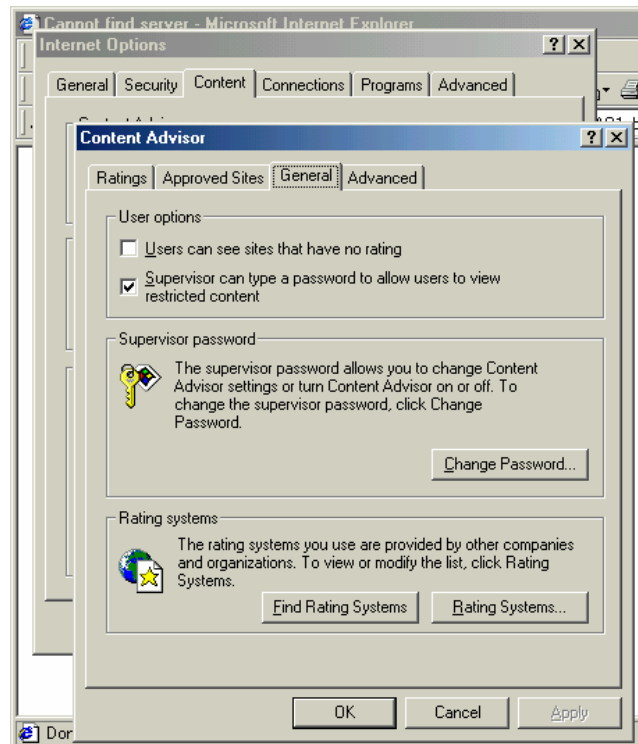 Cannot find server - Microsoft Internet Explorer
Internet Options
General Security Content Connections Programs Advanced
Content Advisor
Ratings Approved Sites General Advanced
User options
Users can see sites that have no rating
Supervisor can type a password to allow users to view
restricted content
Supervisor password
The supervisor password allows you to change Content
Advisor settings or turn Content Advisor on or off. To
change the supervisor password, click Change
Password.
Change Password...
Rating systems
The rating systems you use are provided by other companies
and organizations. To view or modify the list, click Rating
Systems.
Find Rating Systems Rating Systems...
OK Cancel Apply